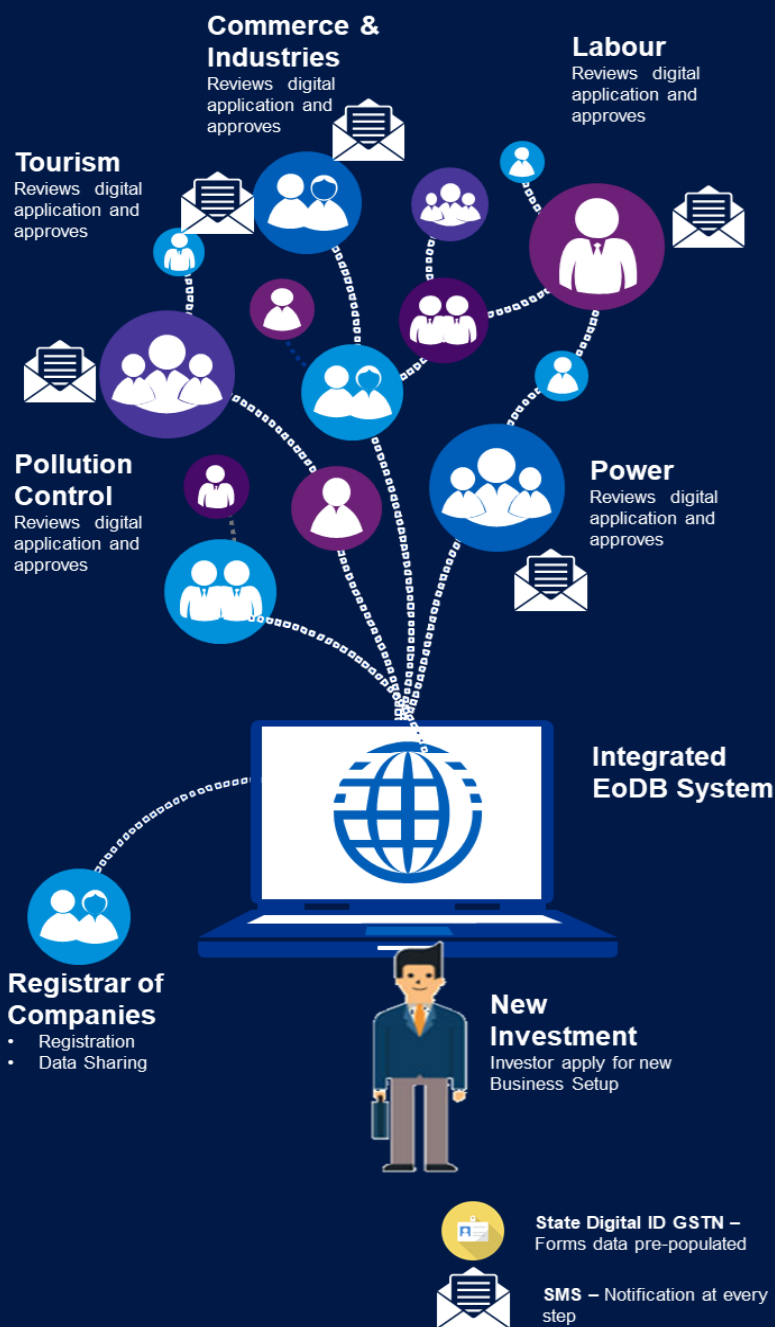 Commerce &
Industries
Reviews digital
application and
approves
Labour
Reviews digital
application and
approves
Tourism
Reviews digital
application and
approves
Pollution
Control
Reviews digital
application and
approves
Power
Reviews digital
application and
approves
Integrated
EoDB System
Registrar of
Companies
• Registration
• Data Sharing
New
Investment
Investor apply for new
Business Setup
State Digital ID GSTN –
Forms data pre-populated
SMS – Notification at every
step